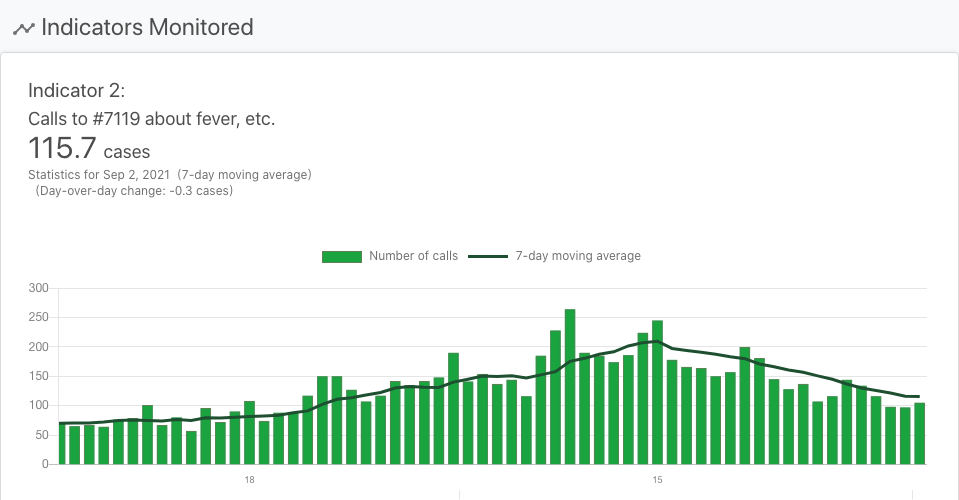 Indicators Monitored
Indicator 2:
Calls to #7119 about fever, etc.
115.7 cases
Statistics for Sep 2, 2021 (7-day moving average)
(Day-over-day change: -0.3 cases)
Number of calls 7-day moving average
300
250
200
150
100
50
0
18 15